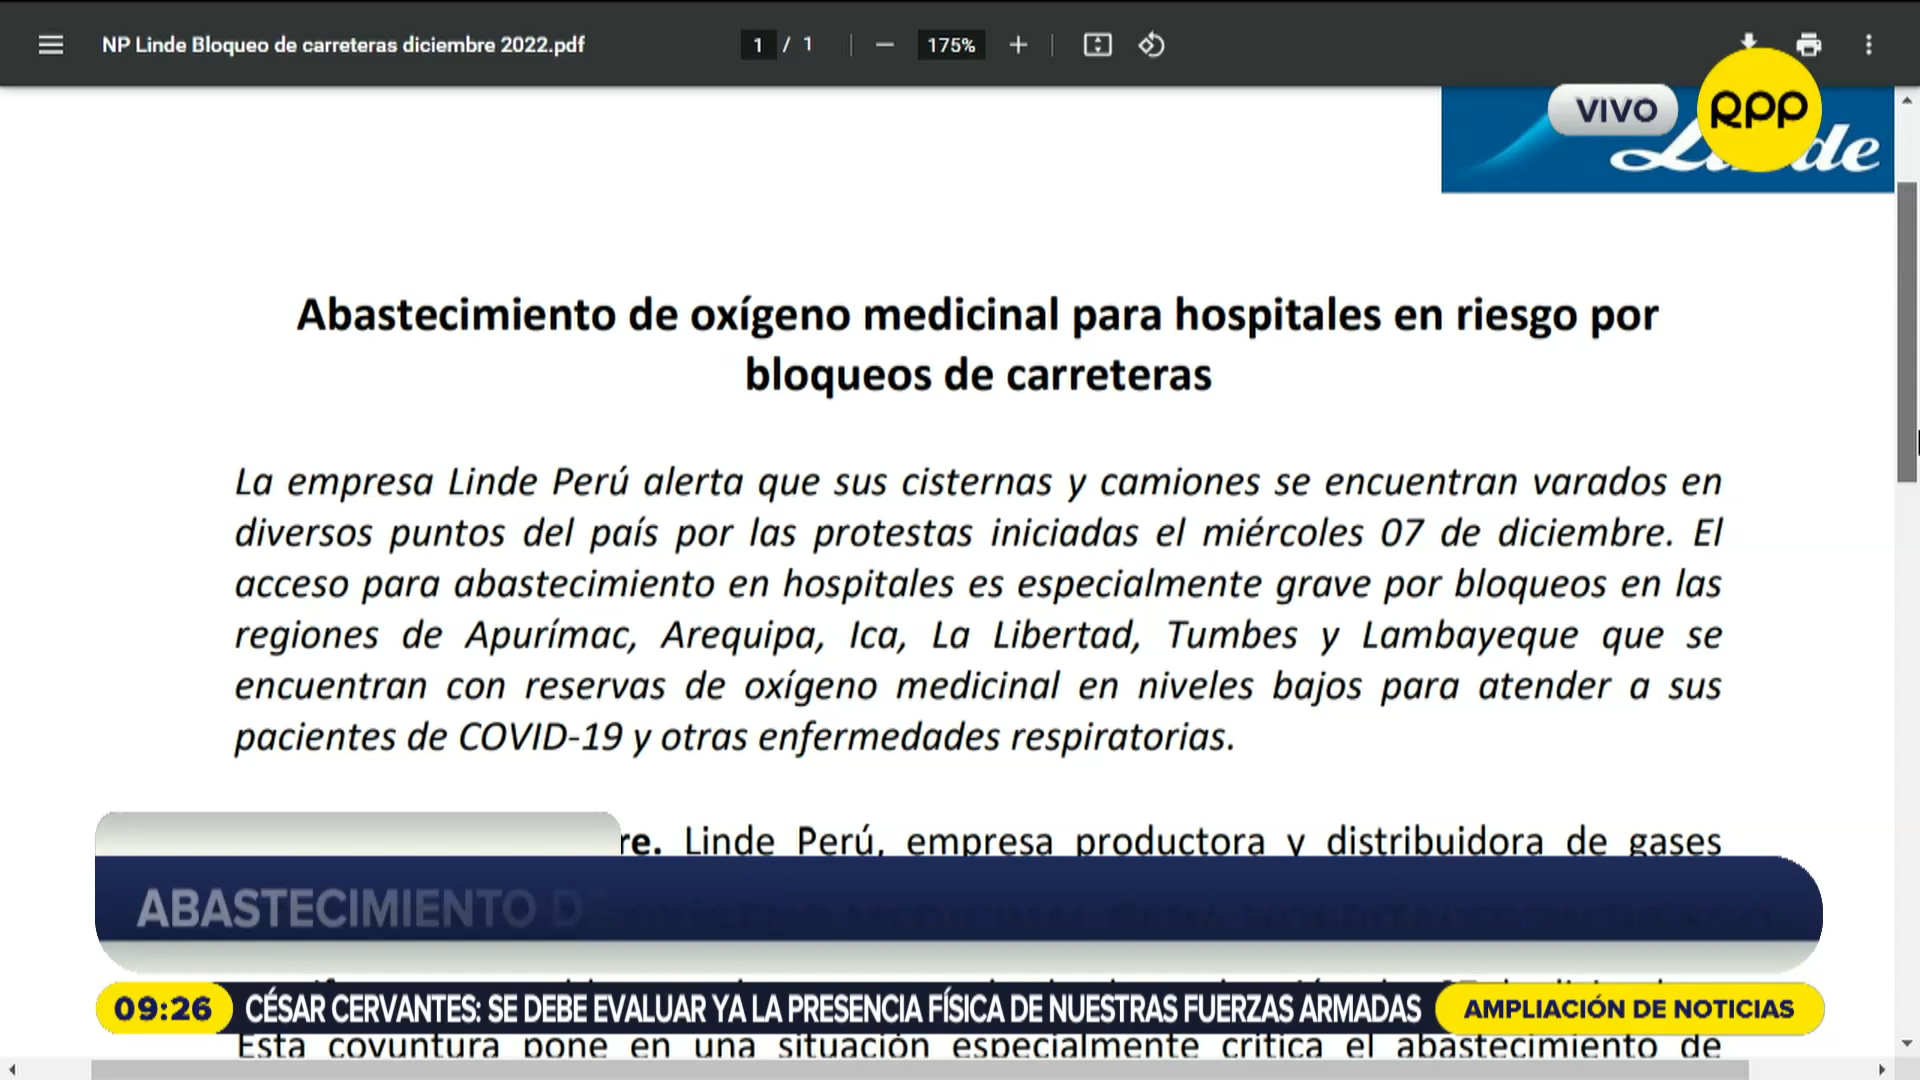 NP Linde Bloqueo de carreteras diciembre 2022.pdf
1 / 1
175%
VIVO
RPP
Abastecimiento de oxígeno medicinal para hospitales en riesgo por
bloqueos de carreteras
La empresa Linde Perú alerta que sus cisternas y camiones se encuentran varados en
diversos puntos del país por las protestas iniciadas el miércoles 07 de diciembre. El
acceso para abastecimiento en hospitales es especialmente grave por bloqueos en las
regiones de Apurímac, Arequipa, Ica, La Libertad, Tumbes y Lambayeque que se
encuentran con reservas de oxígeno medicinal en niveles bajos para atender a sus
pacientes de COVID-19 y otras enfermedades respiratorias.
re. Linde Perú, empresa productora y distribuidora de gases
ABASTECIMIENTO D
09:26 CÉSAR CERVANTES: SE DEBE EVALUAR YA LA PRESENCIA FÍSICA DE NUESTRAS FUERZAS ARMADAS AMPLIACIÓN DE NOTICIAS
Esta coyuntura pone en una situación especialmente crítica el abastecimiento de